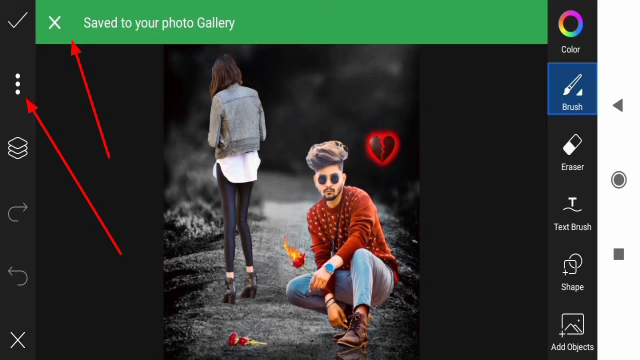 Saved to your photo Gallery
Color
Brush
Eraser
Text Brush
Shape
Add Objects